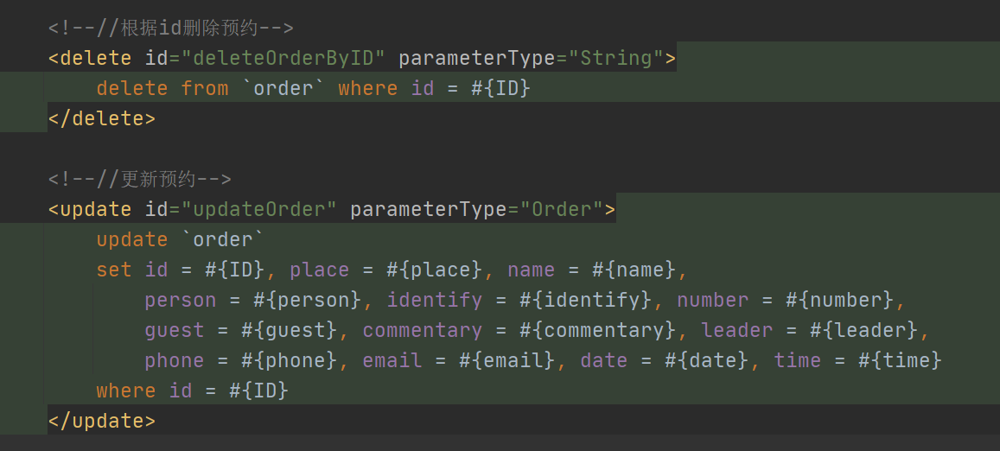 <!--//根据id删除预约-->
<delete id="deleteOrderByID" parameterType="String">
delete from `order` where id = #{ID}
</delete>
<!--//更新预约-->
<update id="updateOrder" parameterType="Order">
update `order`
set id = #{ID}, place = #{place}, name = #{name},
person = #{person}, identify = #{identify}, number = #{number},
guest = #{guest}, commentary = #{commentary}, leader = #{leader},
phone = #{phone}, email = #{email}, date = #{date}, time = #{time}
where id = #{ID}
</update>